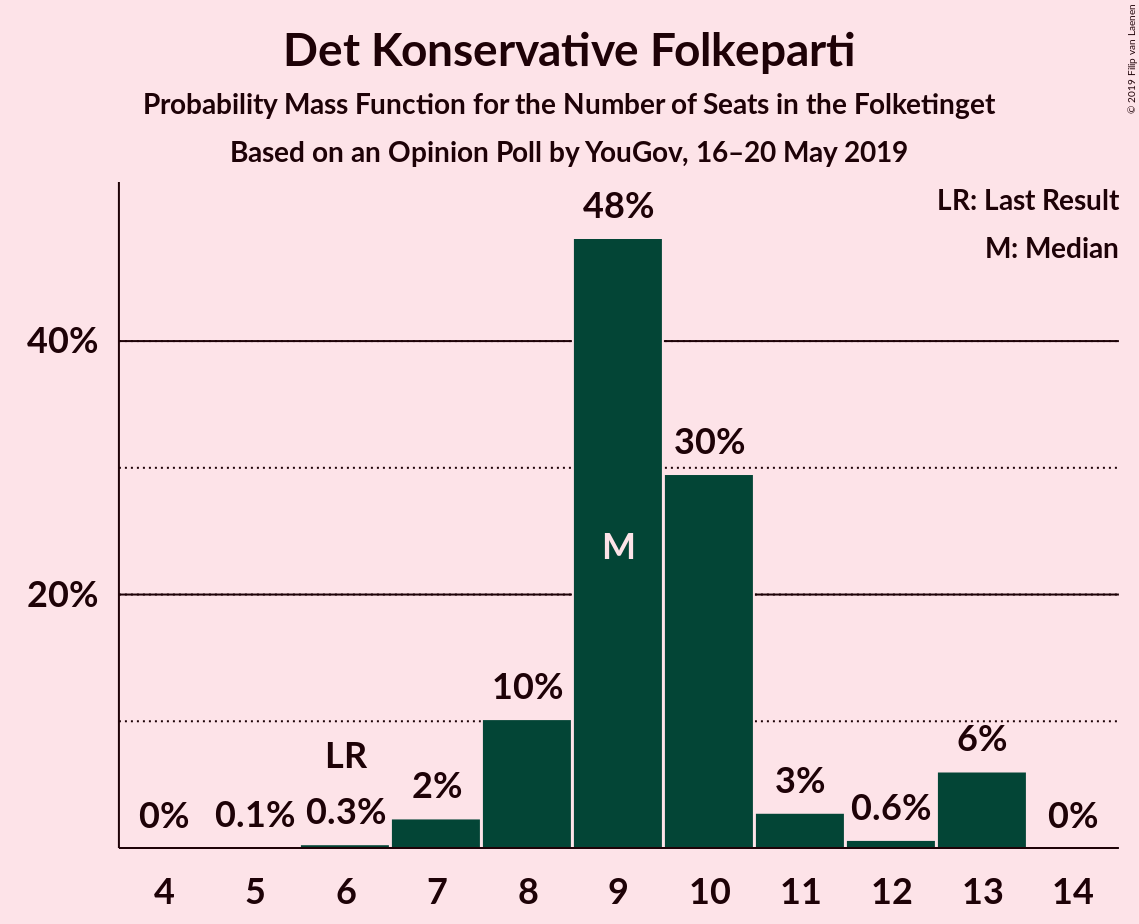 Det Konservative Folkeparti
Probability Mass Function for the Number of Seats in the Folketinget
Based on an Opinion Poll by YouGov, 16–20 May 2019
© 2019 Filip van Laenen
LR: Last Result
M: Median
48%
40%
30%
M
20%
10%
LR
2%
6%
3%
0%
0.1%
0.3%
0.6%
0%
4 5 6 7 8 9 10 11 12 13 14